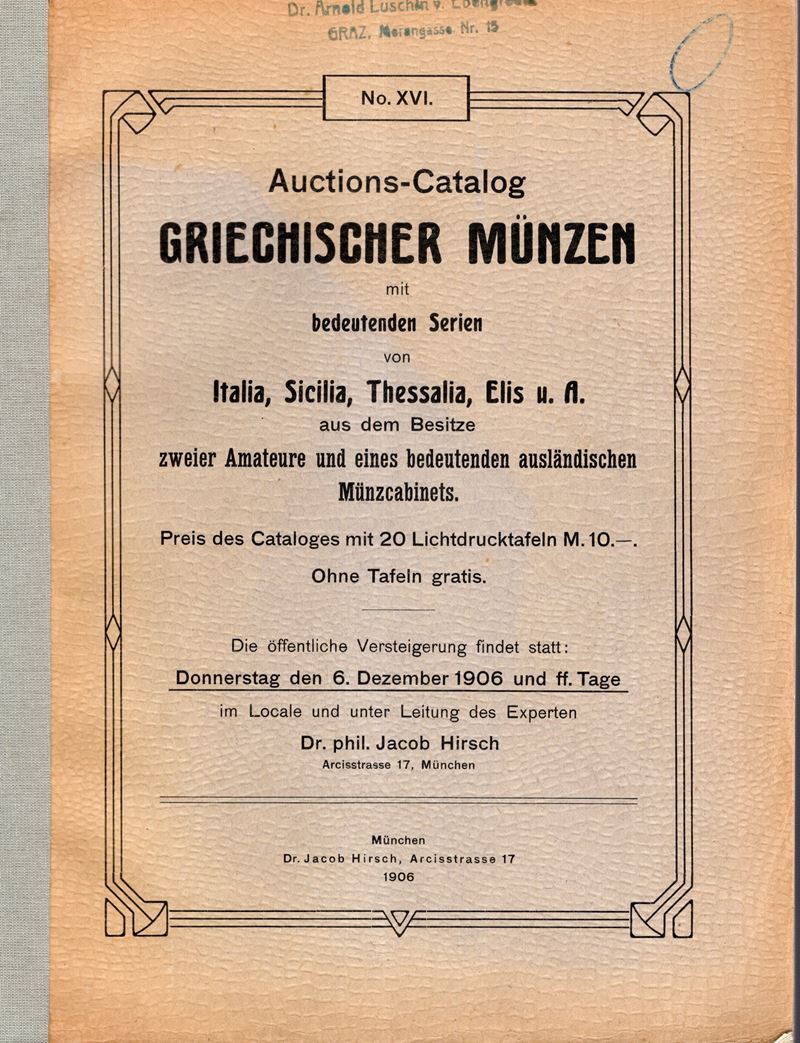 Dr. Arnold Luschin v. Ebengreuth
GRAZ, Merangasse Nr. 15
No. XVI.
Auctions-Catalog
GRIECHISCHER MÜNZEN
mit
bedeutenden Serien
von
Italia, Sicilia, Thessalia, Elis u. A.
aus dem Besitze
zweier Amateure und eines bedeutenden ausländischen
Münzcabinets.
Preis des Cataloges mit 20 Lichtdrucktafeln M. 10.—.
Ohne Tafeln gratis.
Die öffentliche Versteigerung findet statt:
Donnerstag den 6. Dezember 1906 und ff. Tage
im Locale und unter Leitung des Experten
Dr. phil. Jacob Hirsch
Arcisstrasse 17, München
München
Dr. Jacob Hirsch, Arcisstrasse 17
1906